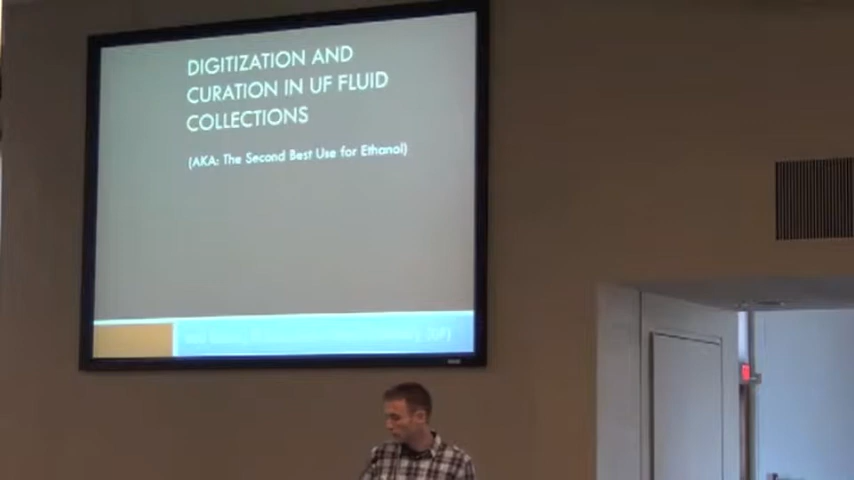 DIGITIZATION AND
CURATION IN UF FLUID
COLLECTIONS
(AKA: The Second Best Use for Ethanol)